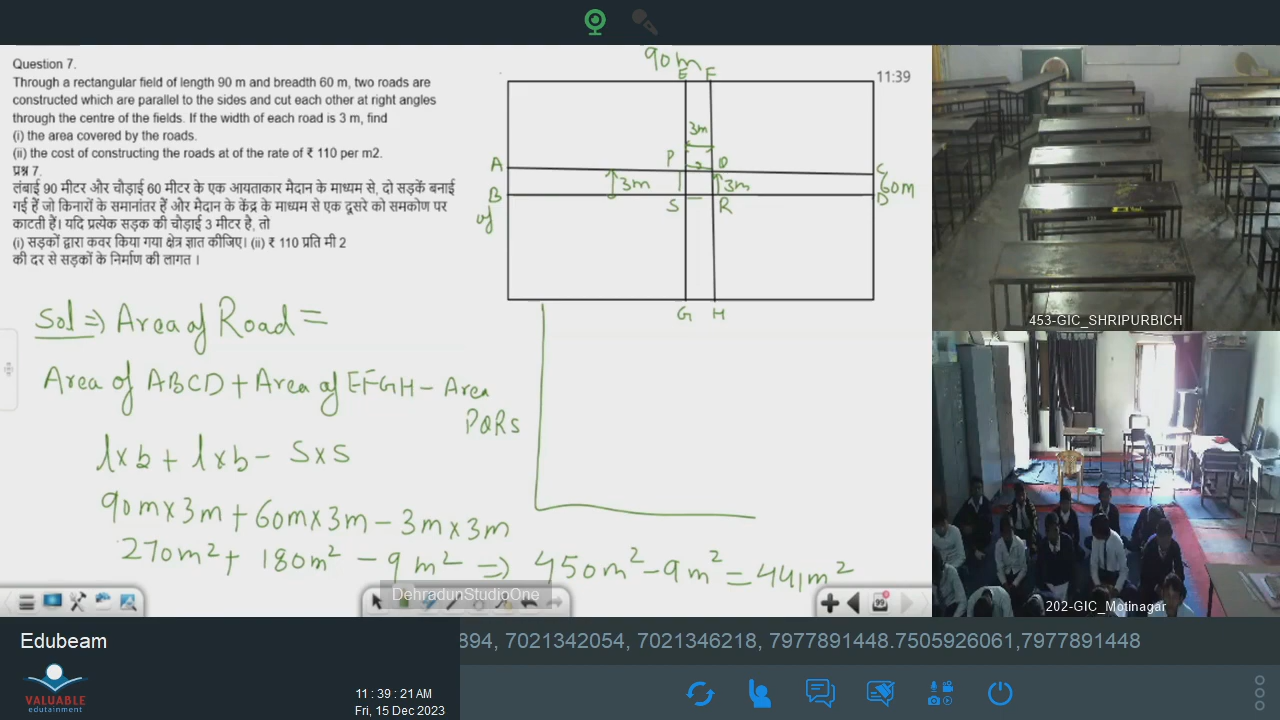 Question 7.
Through a rectangular field of length 90 m and breadth 60 m, two roads are
constructed which are parallel to the sides and cut each other at right angles
through the centre of the fields. If the width of each road is 3 m, find
(i) the area covered by the roads.
(ii) the cost of constructing the roads at of the rate of ₹ 110 per m2.
प्रश्न 7.
लंबाई 90 मीटर और चौड़ाई 60 मीटर के एक आयताकार मैदान के माध्यम से, दो सड़कें बनाई
गई हैं जो किनारों के समानांतर हैं और मैदान के केंद्र के माध्यम से एक दूसरे को समकोण पर
काटती हैं। यदि प्रत्येक सड़क की चौड़ाई 3 मीटर है, तो
(i) सड़कों द्वारा कवर किया गया क्षेत्र ज्ञात कीजिए। (ii) ₹ 110 प्रति मी 2
की दर से सड़कों के निर्माण की लागत ।
90m
E F
11:39
3m
A P Q C
3m 3m 60m
B S R D
of
G H
Sol ⇒ Area of Road =
Area of ABCD + Area of EFGH - Area
PQRS
l×b + l×b - S×S
90m×3m + 60m×3m - 3m×3m
270m² + 180m² - 9m² ⇒ 450m² - 9m² = 441m²
DehradunStudioOne
453-GIC_SHRIPURBICH
202-GIC_Motinagar
Edubeam
894, 7021342054, 7021346218, 7977891448.7505926061,7977891448
VALUABLE
edutainment
11 : 39 : 21 AM
Fri, 15 Dec 2023